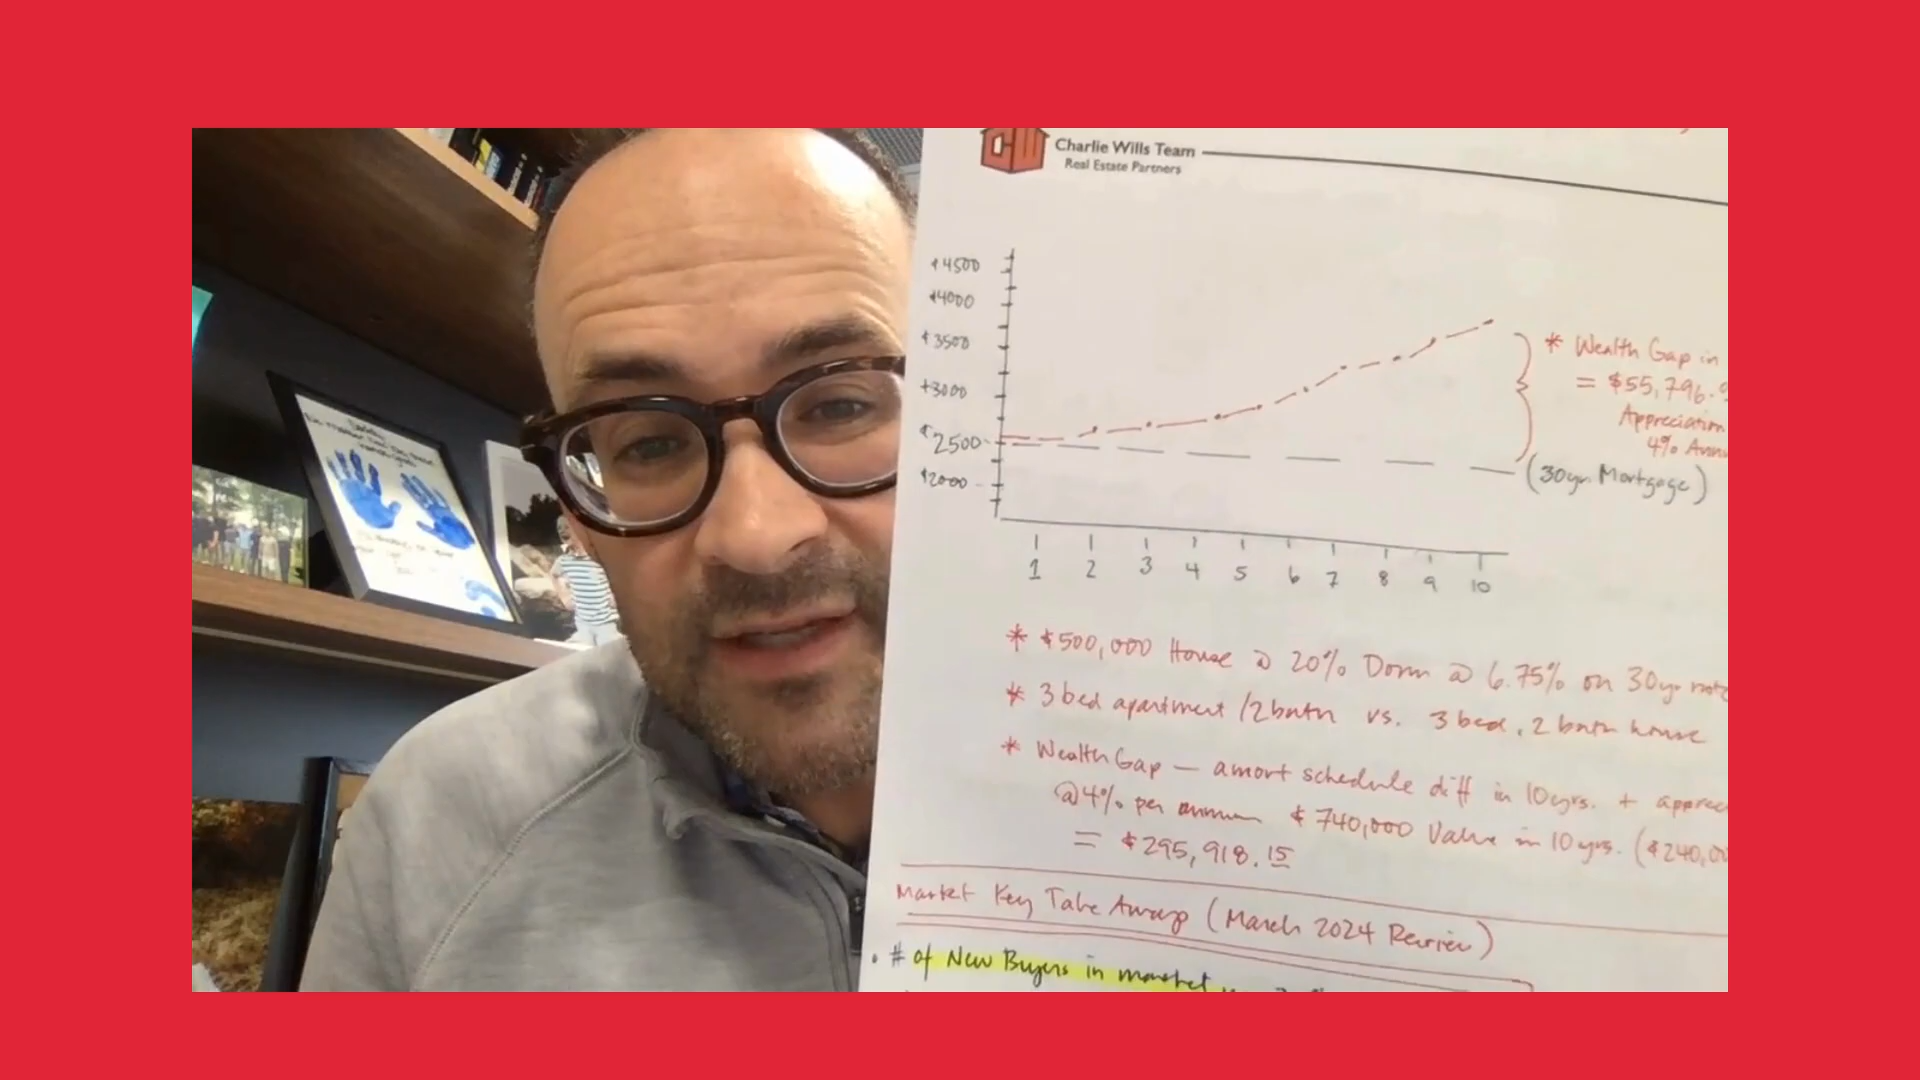 Charlie Wills Team
Real Estate Partners
$4500
$4000
$3500
$3000
$2500
$2000
1 2 3 4 5 6 7 8 9 10
* Wealth Gap in
= $55,796.
Appreciation
4%
(30yr. Mortgage)
* $500,000 House @ 20% Down @ 6.75% on 30yr
* 3 bed apartment /2 bath vs. 3 bed, 2 bath house
* Wealth Gap — amort schedule diff in 10yrs. +
@4% per annum $740,000 Value in 10 yrs. ($240,0
= $295,918.15
Market Key Take Away (March 2024 Review)
• # of New Buyers in market